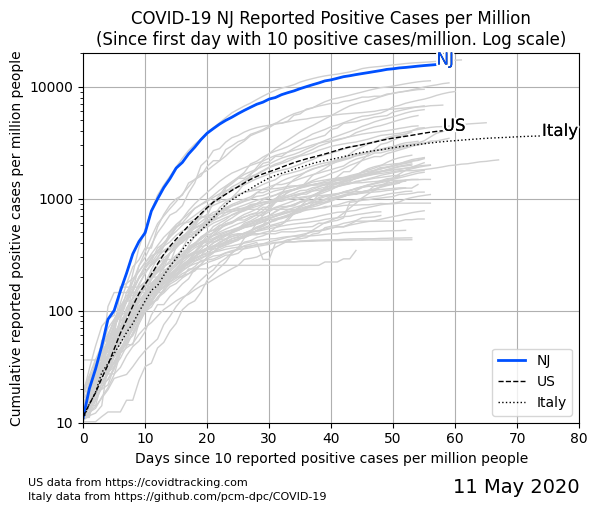 COVID-19 NJ Reported Positive Cases per Million
(Since first day with 10 positive cases/million. Log scale)
Cumulative reported positive cases per million people
10000
1000
100
10
NJ
US
Italy
NJ
US
Italy
0 10 20 30 40 50 60 70 80
Days since 10 reported positive cases per million people
US data from https://covidtracking.com
Italy data from https://github.com/pcm-dpc/COVID-19
11 May 2020